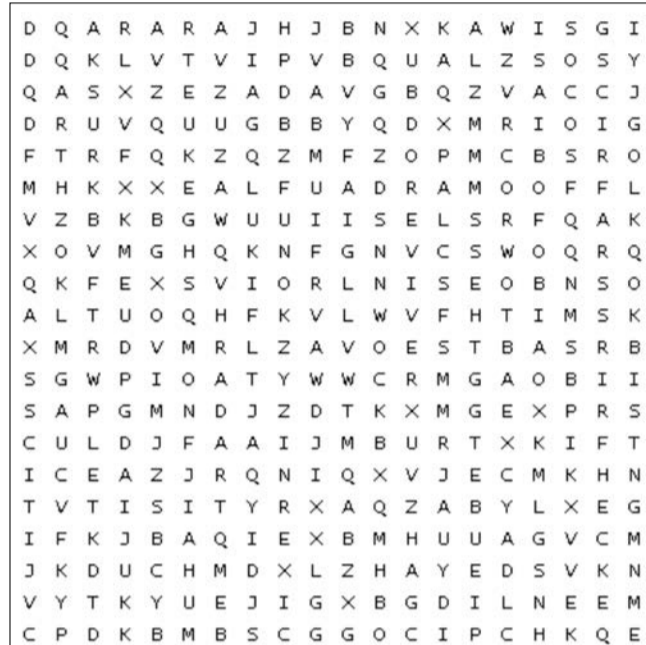 D Q A R A R A J H J B N X K A W I S G I
D Q K L V T V I P V B Q U A L Z S O S Y
Q A S X Z E Z A D A V G B Q Z V A C C J
D R U V Q U U G B B Y Q D X M R I O I G
F T R F Q K Z Q Z M F Z O P M C B S R O
M H K X X E A L F U A D R A M O O F F L
V Z B K B G W U U I I S E L S R F Q A K
X O V M G H Q K N F G N V C S W O Q R Q
Q K F E X S V I O R L N I S E O B N S O
A L T U O Q H F K V L W V F H T I M S K
X M R D V M R L Z A V O E S T B A S R B
S G W P I O A T Y W W C R M G A O B I I
S A P G M N D J Z D T K X M G E X P R S
C U L D J F A A I J M B U R T X K I F T
I C E A Z J R Q N I Q X V J E C M K H N
T V T I S I T Y R X A Q Z A B Y L X E G
I F K J B A Q I E X B M H U U A G V C M
J K D U C H M D X L Z H A Y E D S V K N
V Y T K Y U E J I G X B G D I L N E E M
C P D K B M B S C G G O C I P C H K Q E